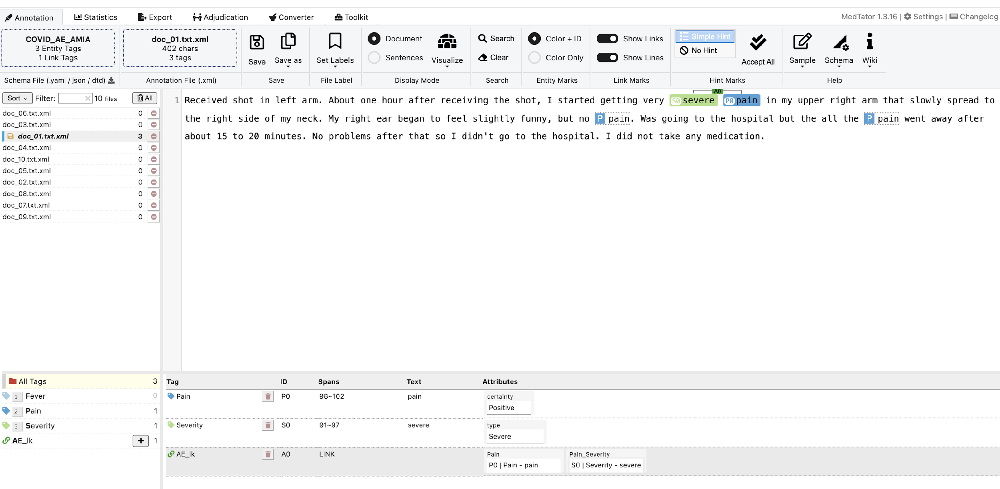 Annotation Statistics Export Adjudication Converter Toolkit MedTator 1.3.16 | Settings | Changelog
COVID_AE_AMIA
3 Entity Tags
1 Link Tags
Schema File (.yaml / json / dtd)
doc_01.txt.xml
402 chars
3 tags
Annotation File (.xml)
Save Save as
Save
Set Labels
File Label
Document
Sentences
Visualize
Display Mode
Search
Clear
Search
Color + ID
Color Only
Entity Marks
Show Links
Show Lines
Link Marks
Simple Hint
No Hint
Accept All
Hint Marks
Sample Schema Wiki
Help
Sort Filter: 10 files All
doc_06.txt.xml 0
doc_03.txt.xml 0
doc_01.txt.xml 3
doc_04.txt.xml 0
doc_10.txt.xml 0
doc_05.txt.xml 0
doc_02.txt.xml 0
doc_08.txt.xml 0
doc_07.txt.xml 0
doc_09.txt.xml 0
A0
1 Received shot in left arm. About one hour after receiving the shot, I started getting very S0 severe P0 pain in my upper right arm that slowly spread to
the right side of my neck. My right ear began to feel slightly funny, but no P pain. Was going to the hospital but the all the P pain went away after
about 15 to 20 minutes. No problems after that so I didn't go to the hospital. I did not take any medication.
All Tags 3
1 Fever 0
2 Pain 1
3 Severity 1
AE_lk + 1
Tag ID Spans Text Attributes
Pain P0 98~102 pain certainty
Positive
Severity S0 91~97 severe type
Severe
AE_lk A0 LINK Pain Pain_Severity
P0 | Pain - pain S0 | Severity - severe